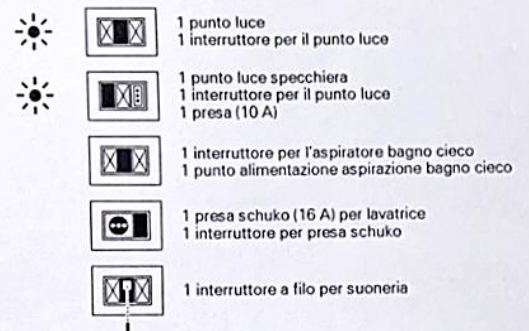 1 punto luce
1 interruttore per il punto luce
1 punto luce specchiera
1 interruttore per il punto luce
1 presa (10 A)
1 interruttore per l'aspiratore bagno cieco
1 punto alimentazione aspirazione bagno cieco
1 presa schuko (16 A) per lavatrice
1 interruttore per presa schuko
1 interruttore a filo per suoneria